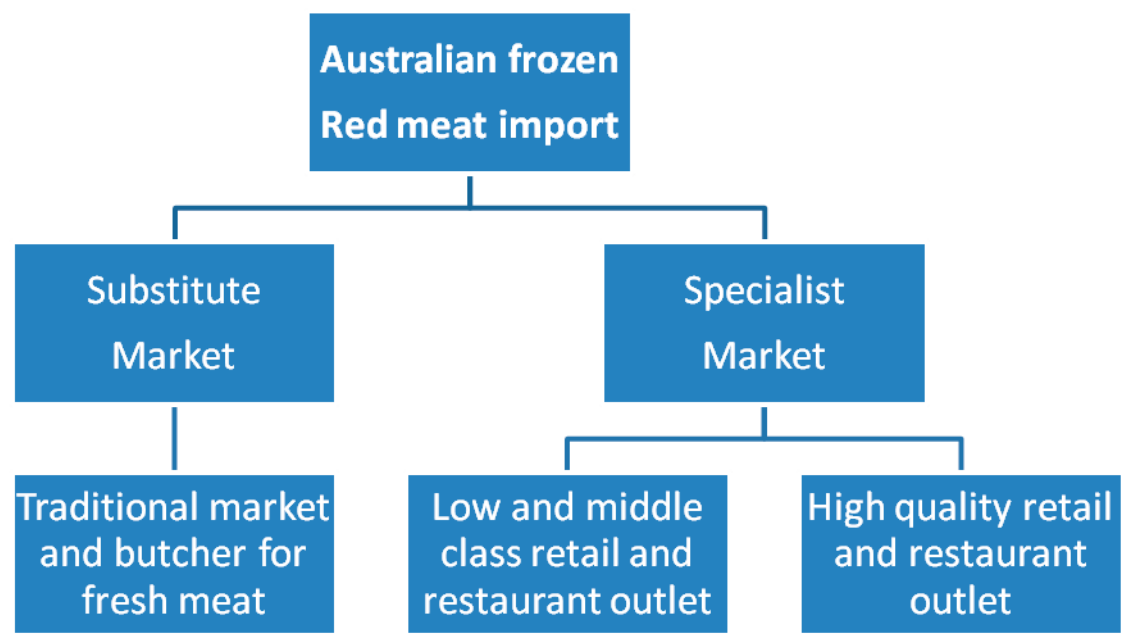 Australian frozen
Red meat import
Substitute
Market
Specialist
Market
Traditional market
and butcher for
fresh meat
Low and middle
class retail and
restaurant outlet
High quality retail
and restaurant
outlet